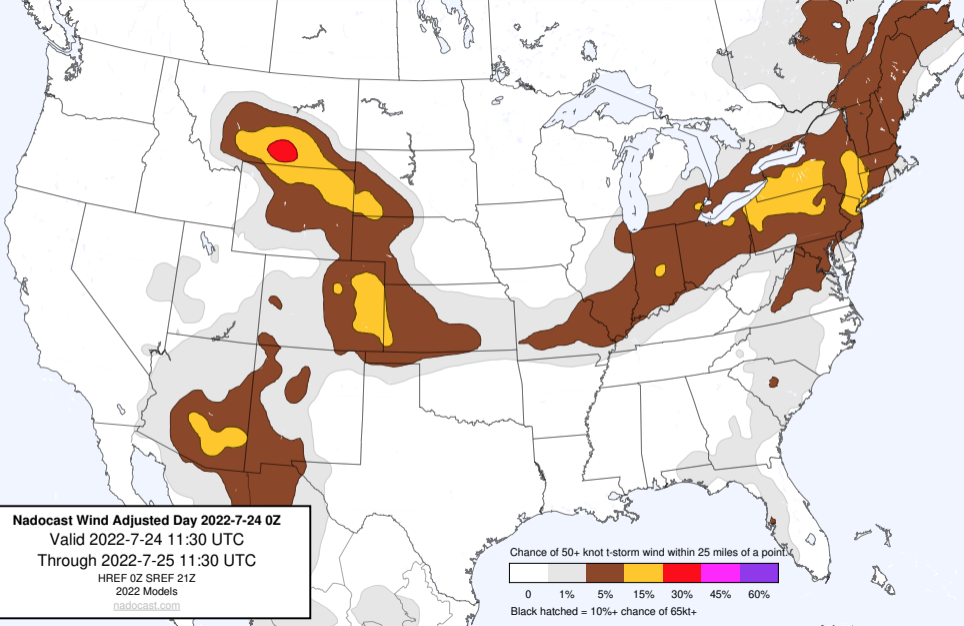 Nadocast Wind Adjusted Day 2022-7-24 0Z
Valid 2022-7-24 11:30 UTC
Through 2022-7-25 11:30 UTC
HREF 0Z SREF 21Z
2022 Models
nadocast.com
Chance of 50+ knot t-storm wind within 25 miles of a point.
0 1% 5% 15% 30% 45% 60%
Black hatched = 10%+ chance of 65kt+